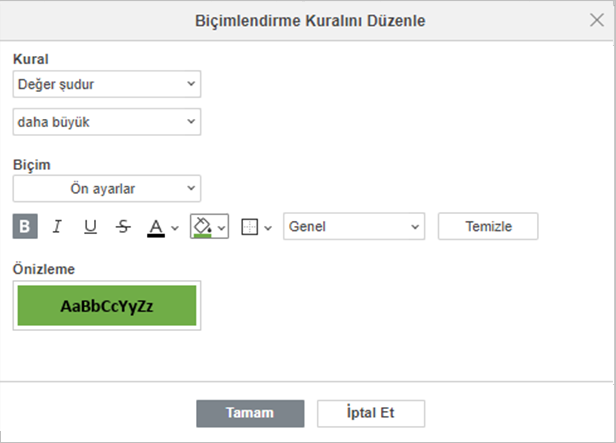 Biçimlendirme Kuralını Düzenle
Kural
Değer şudur
daha büyük
Biçim
Ön ayarlar
B I U S A Genel Temizle
Önizleme
AaBbCcYyZz
Tamam İptal Et